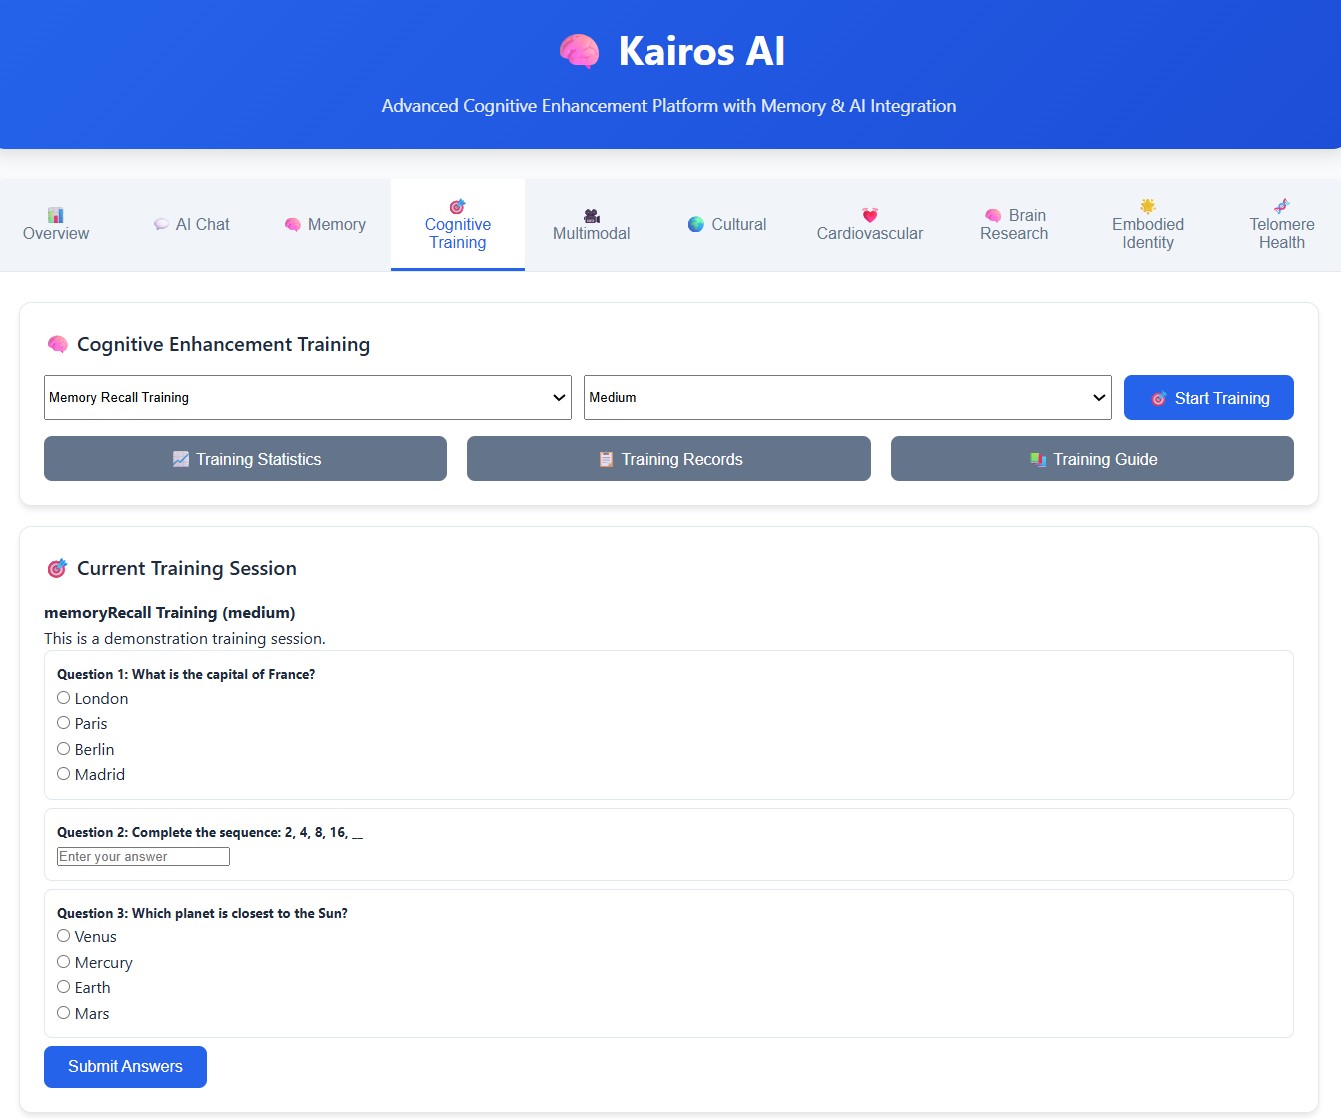 Kairos AI
Advanced Cognitive Enhancement Platform with Memory & AI Integration
Overview
AI Chat
Memory
Cognitive
Training
Multimodal
Cultural
Cardiovascular
Brain
Research
Embodied
Identity
Telomere
Health
Cognitive Enhancement Training
Memory Recall Training
Medium
Start Training
Training Statistics
Training Records
Training Guide
Current Training Session
memoryRecall Training (medium)
This is a demonstration training session.
Question 1: What is the capital of France?
London
Paris
Berlin
Madrid
Question 2: Complete the sequence: 2, 4, 8, 16, __
Enter your answer
Question 3: Which planet is closest to the Sun?
Venus
Mercury
Earth
Mars
Submit Answers